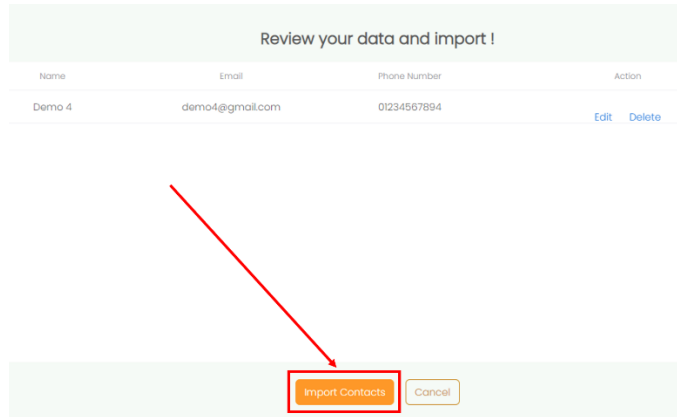 Review your data and import !
Name Email Phone Number Action
Demo 4 demo4@gmail.com 01234567894 Edit Delete
Import Contacts Cancel